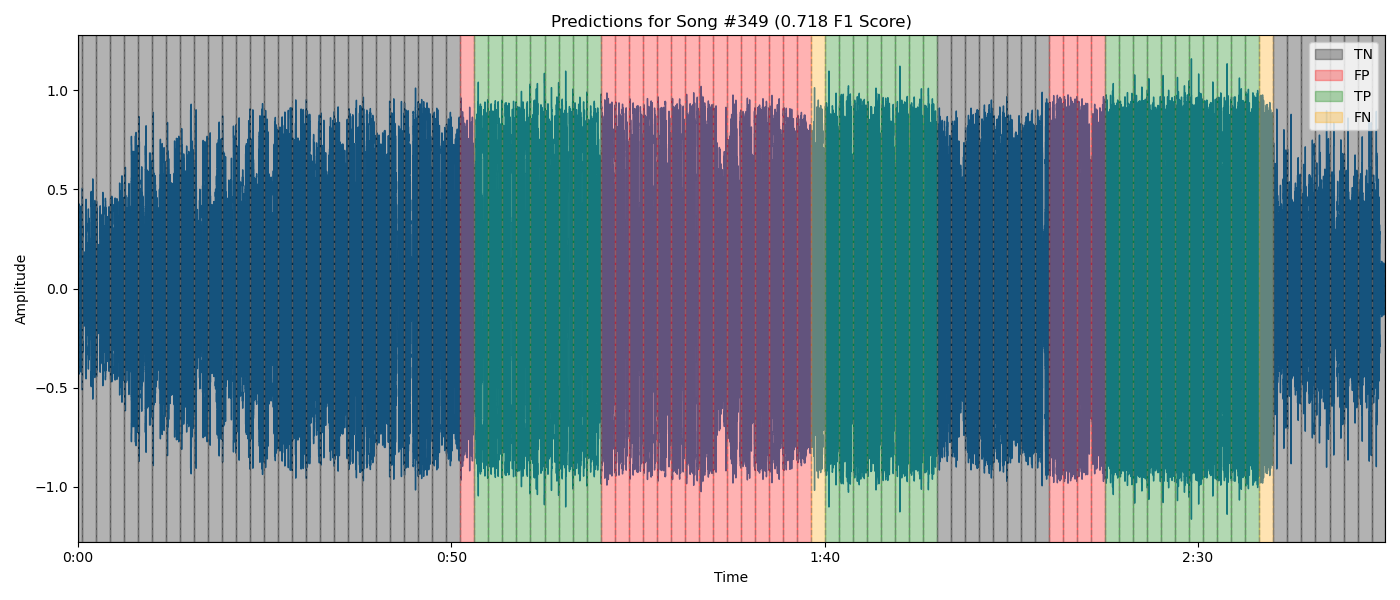 Predictions for Song #349 (0.718 F1 Score)
TN
FP
TP
FN
Amplitude
1.0
0.5
0.0
−0.5
−1.0
0:00
0:50
1:40
2:30
Time